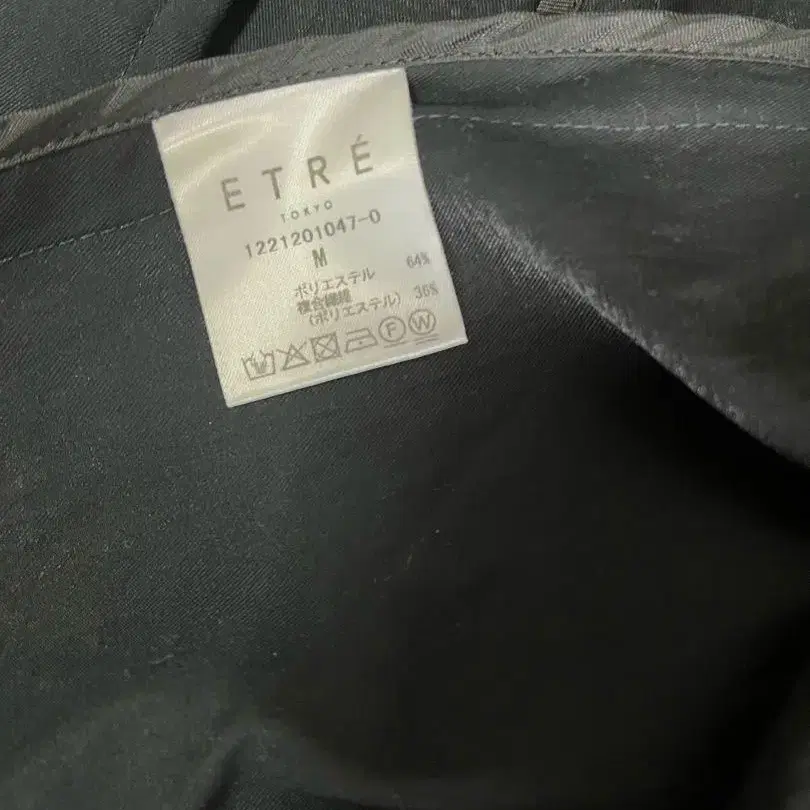 ETRÉ
TOKYO
1221201047-0
M
ポリエステル 64%
複合繊維
(ポリエステル) 36%
F W